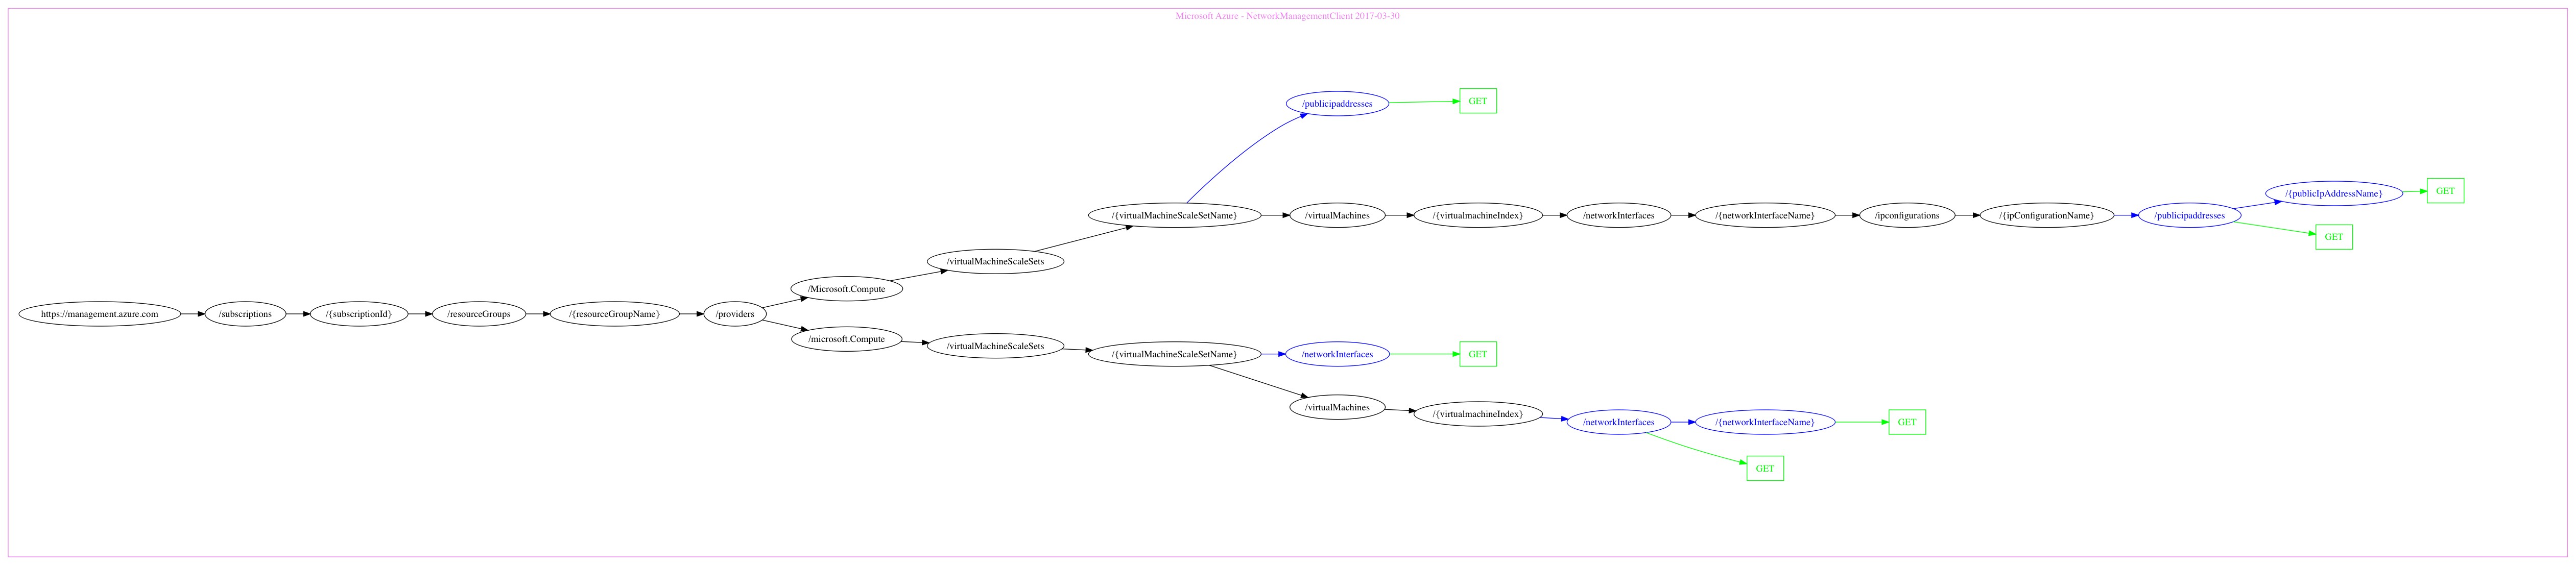 Microsoft Azure - NetworkManagementClient 2017-03-30
/publicipaddresses
GET
/{publicIpAddressName}
GET
/{virtualMachineScaleSetName}
/virtualMachines
/{virtualmachineIndex}
/networkInterfaces
/{networkInterfaceName}
/ipconfigurations
/{ipConfigurationName}
/publicipaddresses
GET
/virtualMachineScaleSets
/Microsoft.Compute
https://management.azure.com
/subscriptions
/{subscriptionId}
/resourceGroups
/{resourceGroupName}
/providers
/microsoft.Compute
/virtualMachineScaleSets
/{virtualMachineScaleSetName}
/networkInterfaces
GET
/virtualMachines
/{virtualmachineIndex}
/networkInterfaces
/{networkInterfaceName}
GET
GET